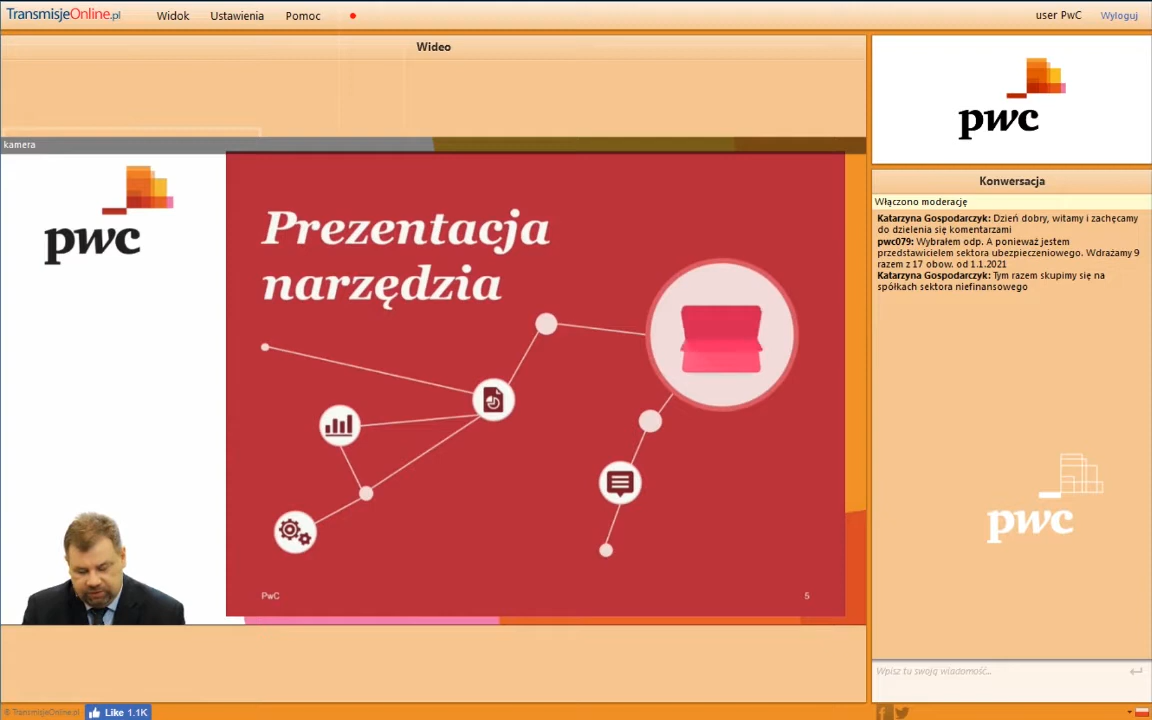 TransmisjeOnline.pl
Widok
Ustawienia
Pomoc
user PwC
Wyloguj
Wideo
kamera
pwc
Prezentacja
narzędzia
PwC
5
pwc
Konwersacja
Włączono moderację
Katarzyna Gospodarczyk: Dzień dobry, witamy i zachęcamy
do dzielenia się komentarzami
pwc079: Wybrałem odp. A ponieważ jestem
przedstawicielem sektora ubezpieczeniowego. Wdrażamy 9
razem z 17 obow. od 1.1.2021
Katarzyna Gospodarczyk: Tym razem skupimy się na
spółkach sektora niefinansowego
pwc
Wpisz tu swoją wiadomość...
© TransmisjeOnline.pl
Like 1.1K